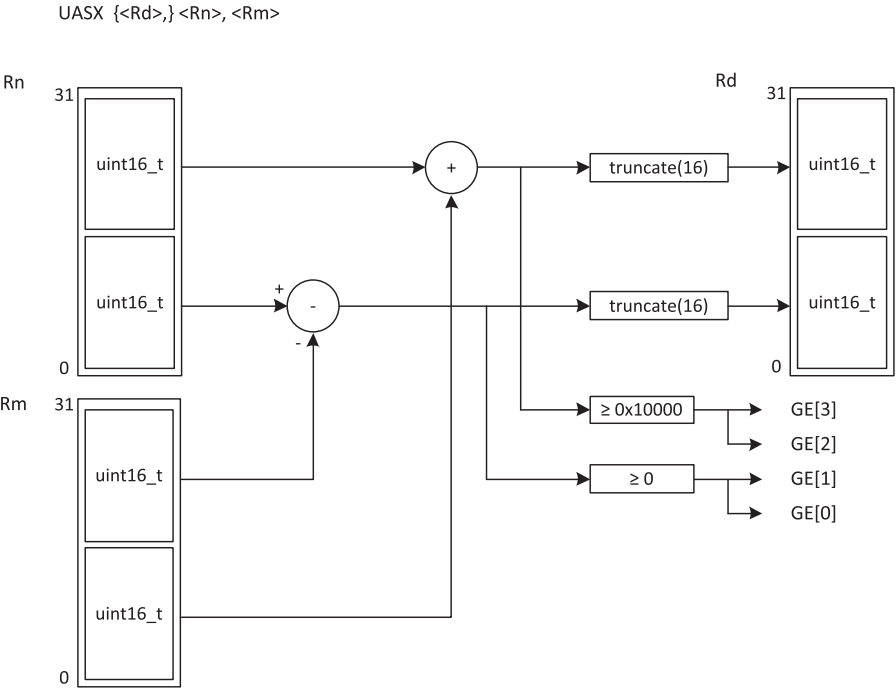 UASX {<Rd>,} <Rn>, <Rm>
Rn
31
uint16_t
uint16_t
0
Rm
31
uint16_t
uint16_t
0
+
+
-
-
truncate(16)
truncate(16)
≥ 0x10000
≥ 0
Rd
31
uint16_t
uint16_t
0
GE[3]
GE[2]
GE[1]
GE[0]